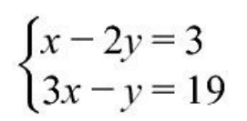 x − 2y = 3
3x − y = 19